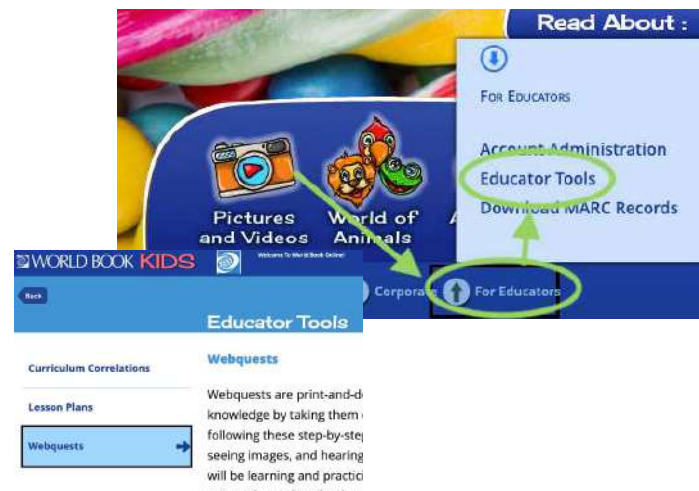 Read About :
FOR EDUCATORS
Account Administration
Educator Tools
Download MARC Records
Pictures
and Videos
World of
Animals
A
Corporate
For Educators
WORLD BOOK KIDS
Welcome To World Book Online!
Back
Educator Tools
Curriculum Correlations
Lesson Plans
Webquests
Webquests
Webquests are print-and-d
knowledge by taking them
following these step-by-step
seeing images, and hearing
will be learning and practici